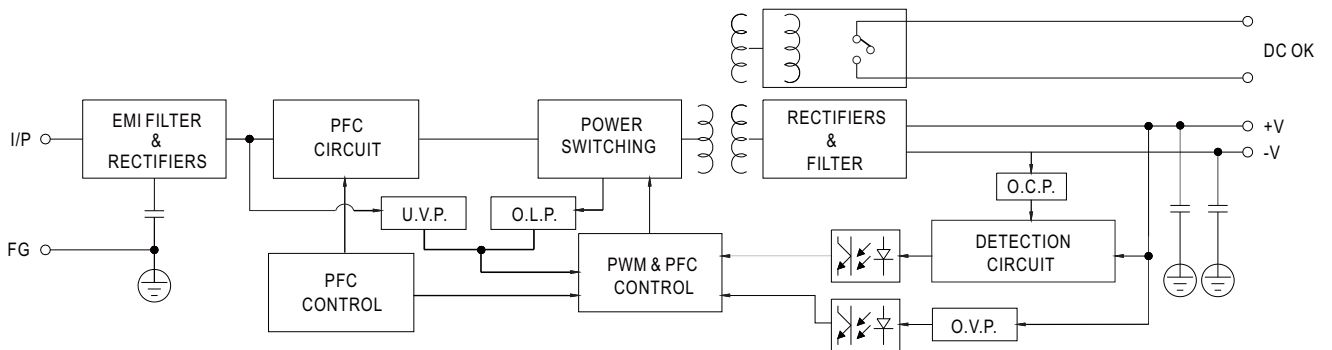 DC OK
I/P
EMI FILTER
&
RECTIFIERS
PFC
CIRCUIT
POWER
SWITCHING
RECTIFIERS
&
FILTER
+V
-V
U.V.P.
O.L.P.
O.C.P.
FG
PFC
CONTROL
PWM & PFC
CONTROL
DETECTION
CIRCUIT
O.V.P.